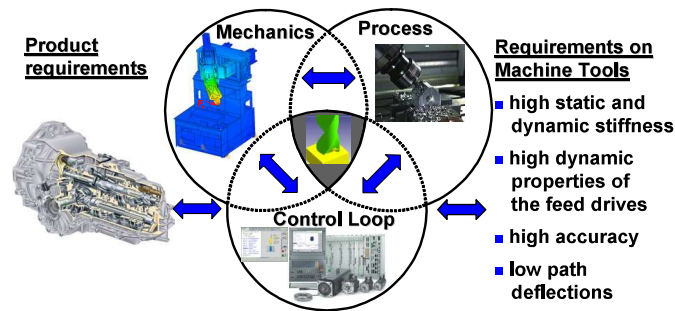 Product
requirements
Mechanics
Process
Control Loop
Requirements on
Machine Tools
high static and
dynamic stiffness
high dynamic
properties of
the feed drives
high accuracy
low path
deflections